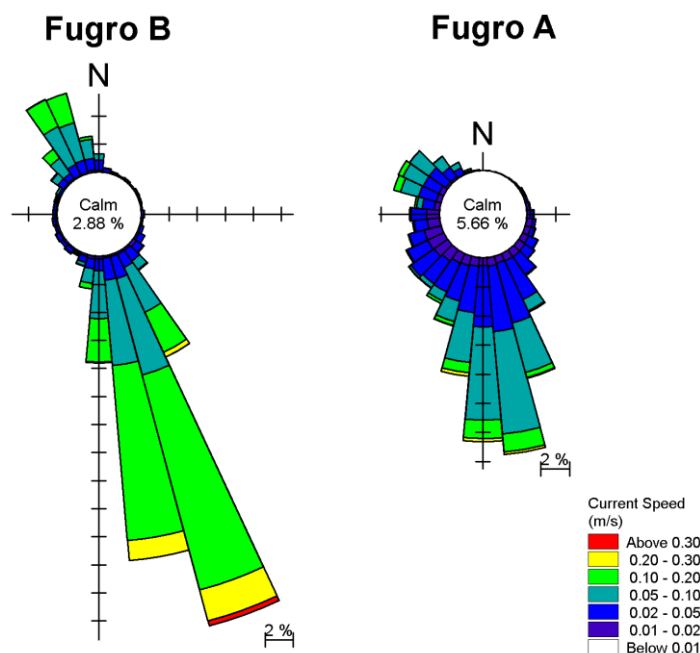 Fugro B
Fugro A
N
N
Calm
2.88 %
Calm
5.66 %
2 %
2 %
Current Speed
(m/s)
Above 0.30
0.20 - 0.30
0.10 - 0.20
0.05 - 0.10
0.02 - 0.05
0.01 - 0.02
Below 0.01